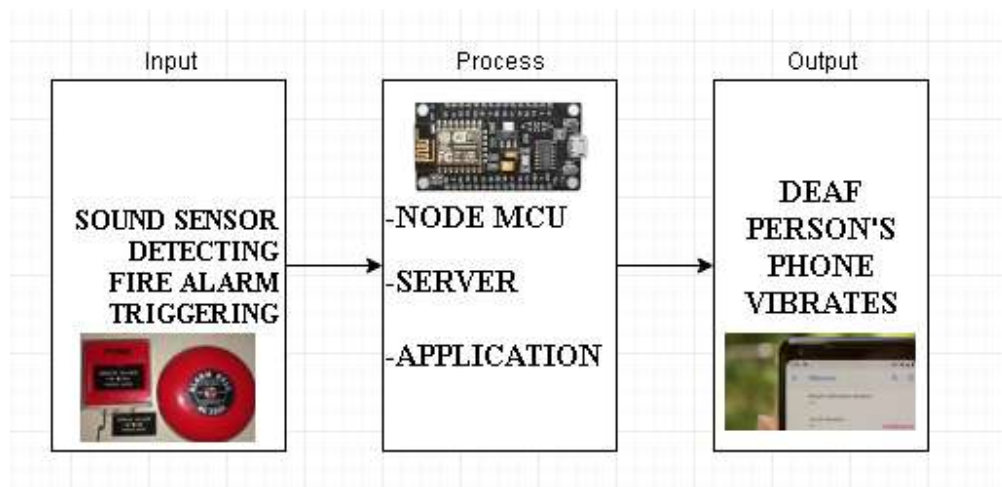 Input
SOUND SENSOR
DETECTING
FIRE ALARM
TRIGGERING
Process
-NODE MCU
-SERVER
-APPLICATION
Output
DEAF
PERSON'S
PHONE
VIBRATES